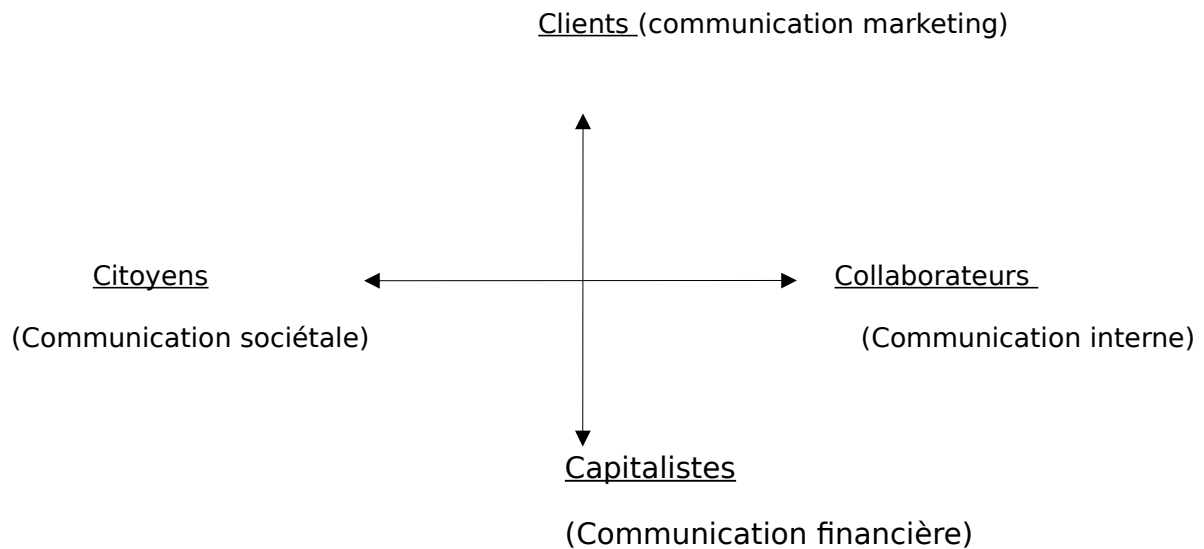 Clients (communication marketing)
Citoyens
Collaborateurs
(Communication sociétale)
(Communication interne)
Capitalistes
(Communication financière)